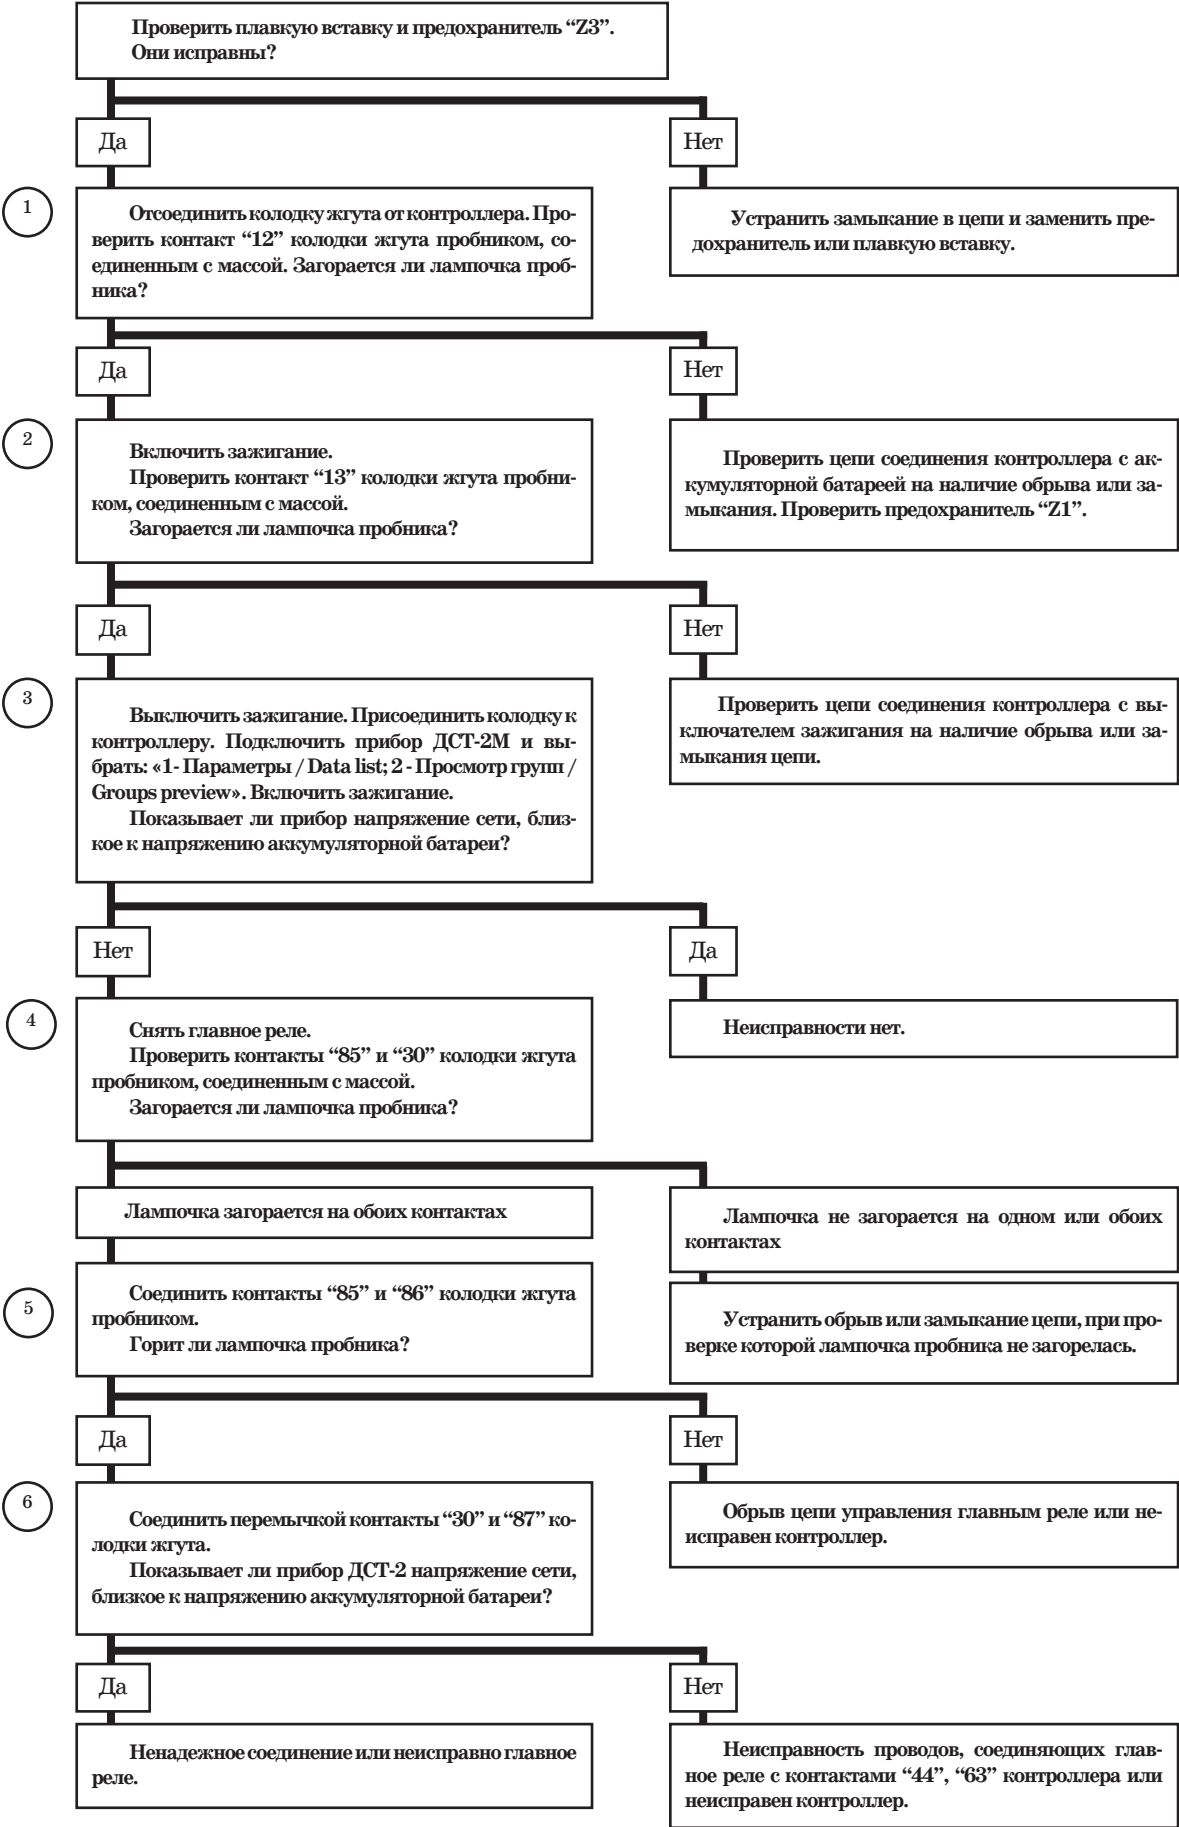 Проверить плавкую вставку и предохранитель “Z3”.
Они исправны?
Да
Нет
1
Отсоединить колодку жгута от контроллера. Про-
верить контакт “12” колодки жгута пробником, со-
единенным с массой. Загорается ли лампочка проб-
ника?
Устранить замыкание в цепи и заменить пре-
дохранитель или плавкую вставку.
Да
Нет
2
Включить зажигание.
Проверить контакт “13” колодки жгута пробни-
ком, соединенным с массой.
Загорается ли лампочка пробника?
Проверить цепи соединения контроллера с ак-
кумуляторной батареей на наличие обрыва или за-
мыкания. Проверить предохранитель “Z1”.
Да
Нет
3
Выключить зажигание. Присоединить колодку к
контроллеру. Подключить прибор ДСТ-2М и вы-
брать: «1 - Параметры / Data list; 2 - Просмотр групп /
Groups preview». Включить зажигание.
Показывает ли прибор напряжение сети, близ-
кое к напряжению аккумуляторной батареи?
Проверить цепи соединения контроллера с вы-
ключателем зажигания на наличие обрыва или за-
мыкания цепи.
Нет
Да
4
Снять главное реле.
Проверить контакты “85” и “30” колодки жгута
пробником, соединенным с массой.
Загорается ли лампочка пробника?
Неисправности нет.
Лампочка загорается на обоих контактах
Лампочка не загорается на одном или обоих
контактах
5
Соединить контакты “85” и “86” колодки жгута
пробником.
Горит ли лампочка пробника?
Устранить обрыв или замыкание цепи, при про-
верке которой лампочка пробника не загорелась.
Да
Нет
6
Соединить перемычкой контакты “30” и “87” ко-
лодки жгута.
Показывает ли прибор ДСТ-2 напряжение сети,
близкое к напряжению аккумуляторной батареи?
Обрыв цепи управления главным реле или не-
исправен контроллер.
Да
Нет
Ненадежное соединение или неисправно главное
реле.
Неисправность проводов, соединяющих глав-
ное реле с контактами “44”, “63” контроллера или
неисправен контроллер.